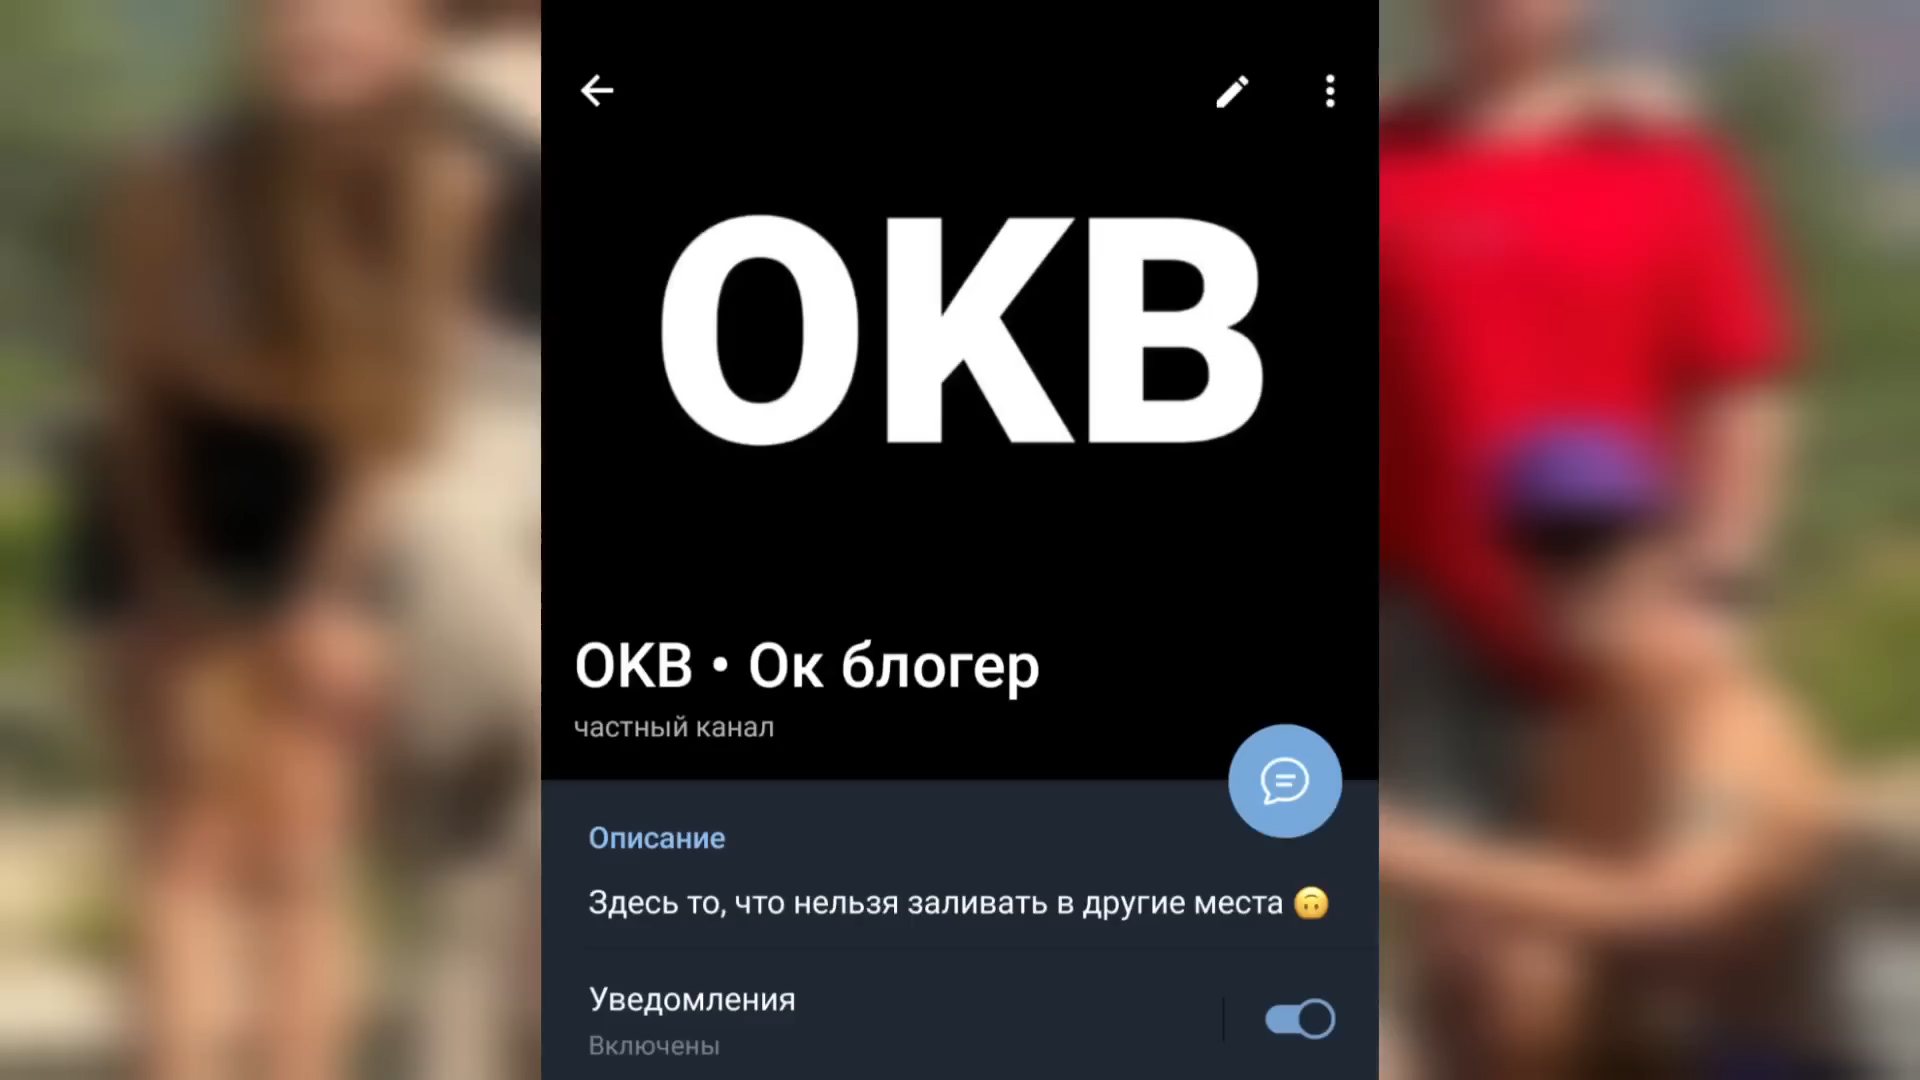 OKB
OKB • Ок блогер
частный канал
Описание
Здесь то, что нельзя заливать в другие места 🙃
Уведомления
Включены